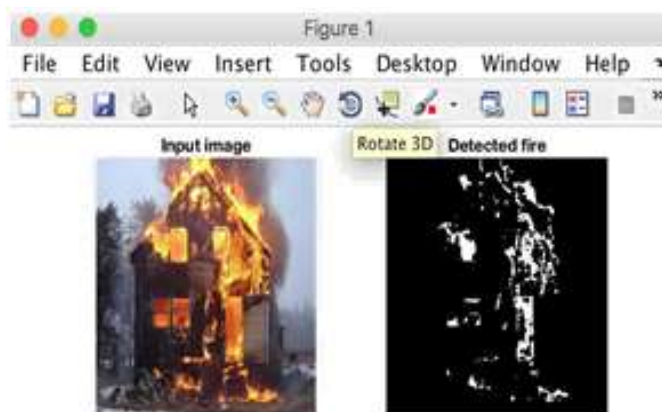 Figure 1
File Edit View Insert Tools Desktop Window Help
Rotate 3D
Input image
Detected fire